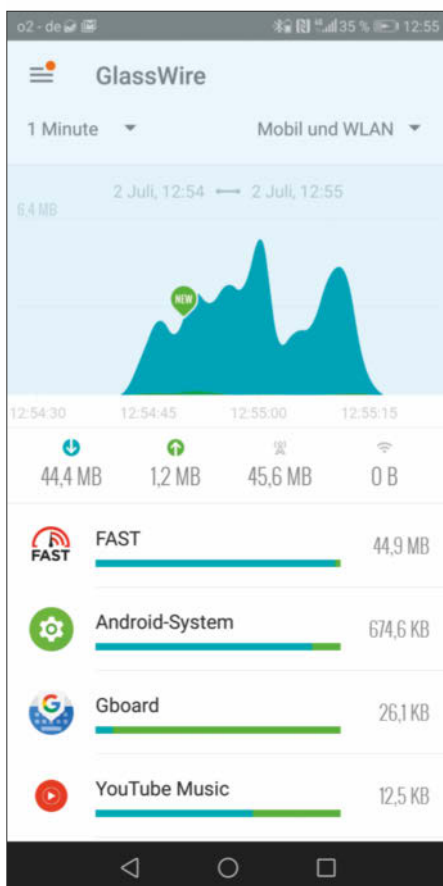 o2 - de 35 % 12:55
GlassWire
1 Minute Mobil und WLAN
2 Juli, 12:54 2 Juli, 12:55
6,4 MB
NEW
12:54:30 12:54:45 12:55:00 12:55:15
44,4 MB 1,2 MB 45,6 MB 0 B
FAST
FAST 44,9 MB
Android-System 674,6 KB
G
Gboard 26,1 KB
YouTube Music 12,5 KB